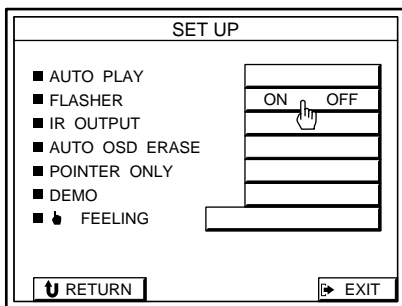 SET UP
AUTO PLAY
FLASHER ON OFF
IR OUTPUT
AUTO OSD ERASE
POINTER ONLY
DEMO
FEELING
RETURN EXIT